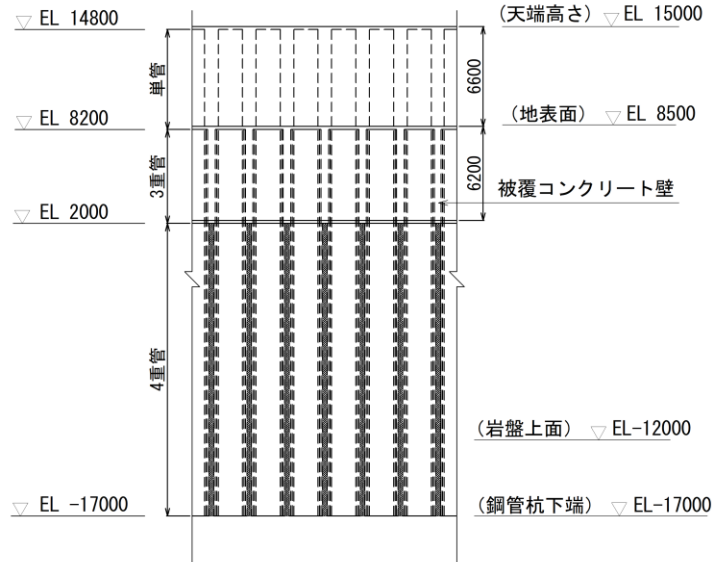 EL 14800
(天端高さ) EL 15000
単管
6600
EL 8200
(地表面) EL 8500
3重管
6200
被覆コンクリート壁
EL 2000
4重管
(岩盤上面) EL-12000
EL -17000
(鋼管杭下端) EL-17000